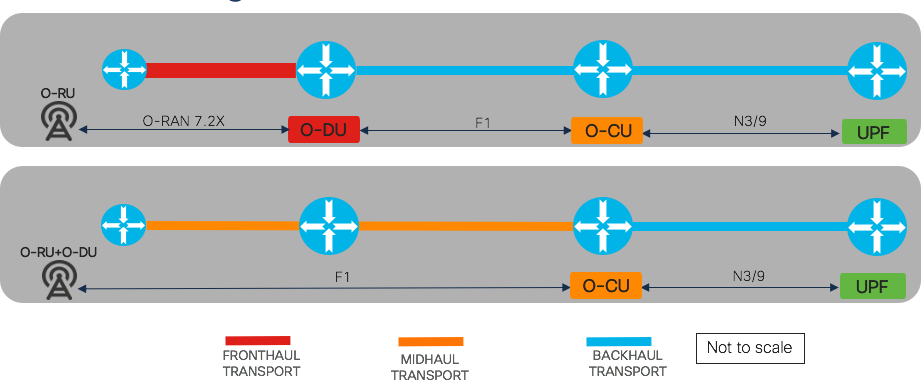 O-RU
O-RAN 7.2X
O-DU
F1
O-CU
N3/9
UPF
O-RU+O-DU
F1
O-CU
N3/9
UPF
FRONTHAUL
TRANSPORT
MIDHAUL
TRANSPORT
BACKHAUL
TRANSPORT
Not to scale